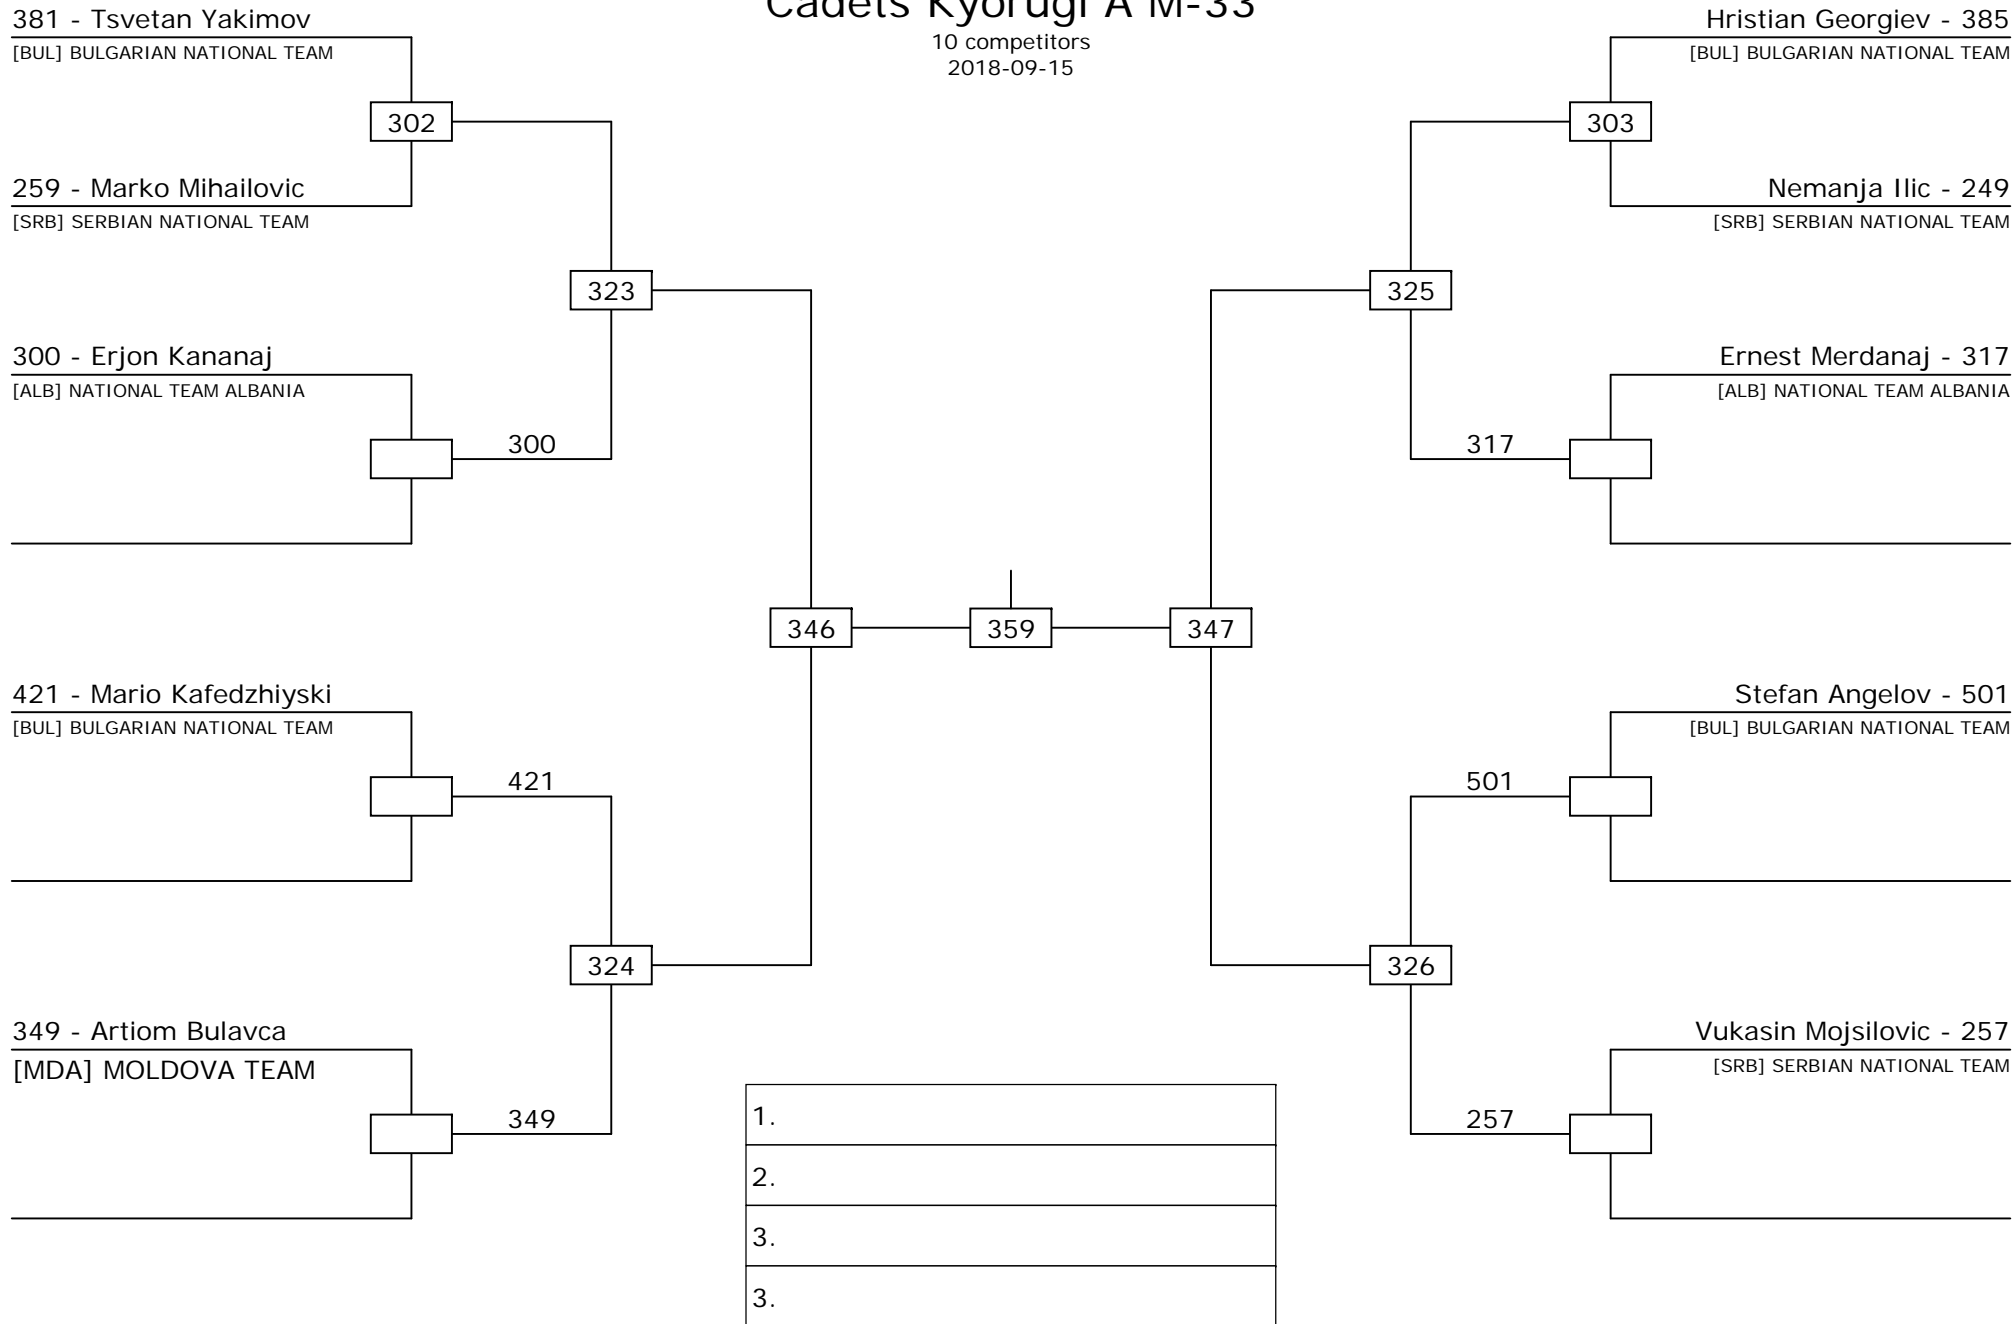 Cadets Kyorugi A M-33
10 competitors
2018-09-15
381 - Tsvetan Yakimov
[BUL] BULGARIAN NATIONAL TEAM
302
259 - Marko Mihailovic
[SRB] SERBIAN NATIONAL TEAM
323
300 - Erjon Kananaj
[ALB] NATIONAL TEAM ALBANIA
300
346
421 - Mario Kafedzhiyski
[BUL] BULGARIAN NATIONAL TEAM
421
324
349 - Artiom Bulavca
[MDA] MOLDOVA TEAM
349
359
Hristian Georgiev - 385
[BUL] BULGARIAN NATIONAL TEAM
303
Nemanja Ilic - 249
[SRB] SERBIAN NATIONAL TEAM
325
Ernest Merdanaj - 317
[ALB] NATIONAL TEAM ALBANIA
317
347
Stefan Angelov - 501
[BUL] BULGARIAN NATIONAL TEAM
501
326
Vukasin Mojsilovic - 257
[SRB] SERBIAN NATIONAL TEAM
257
1.
2.
3.
3.